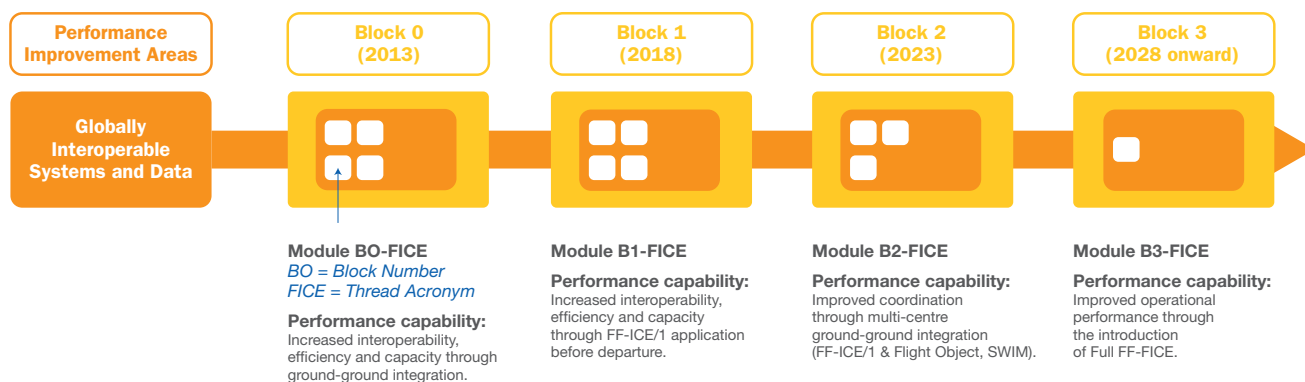 Performance
Improvement Areas
Block 0
(2013)
Block 1
(2018)
Block 2
(2023)
Block 3
(2028 onward)
Globally
Interoperable
Systems and Data
Module BO-FICE
BO = Block Number
FICE = Thread Acronym
Performance capability:
Increased interoperability,
efficiency and capacity through
ground-ground integration.
Module B1-FICE
Performance capability:
Increased interoperability,
efficiency and capacity
through FF-ICE/1 application
before departure.
Module B2-FICE
Performance capability:
Improved coordination
through multi-centre
ground-ground integration
(FF-ICE/1 & Flight Object, SWIM).
Module B3-FICE
Performance capability:
Improved operational
performance through
the introduction
of Full FF-FICE.